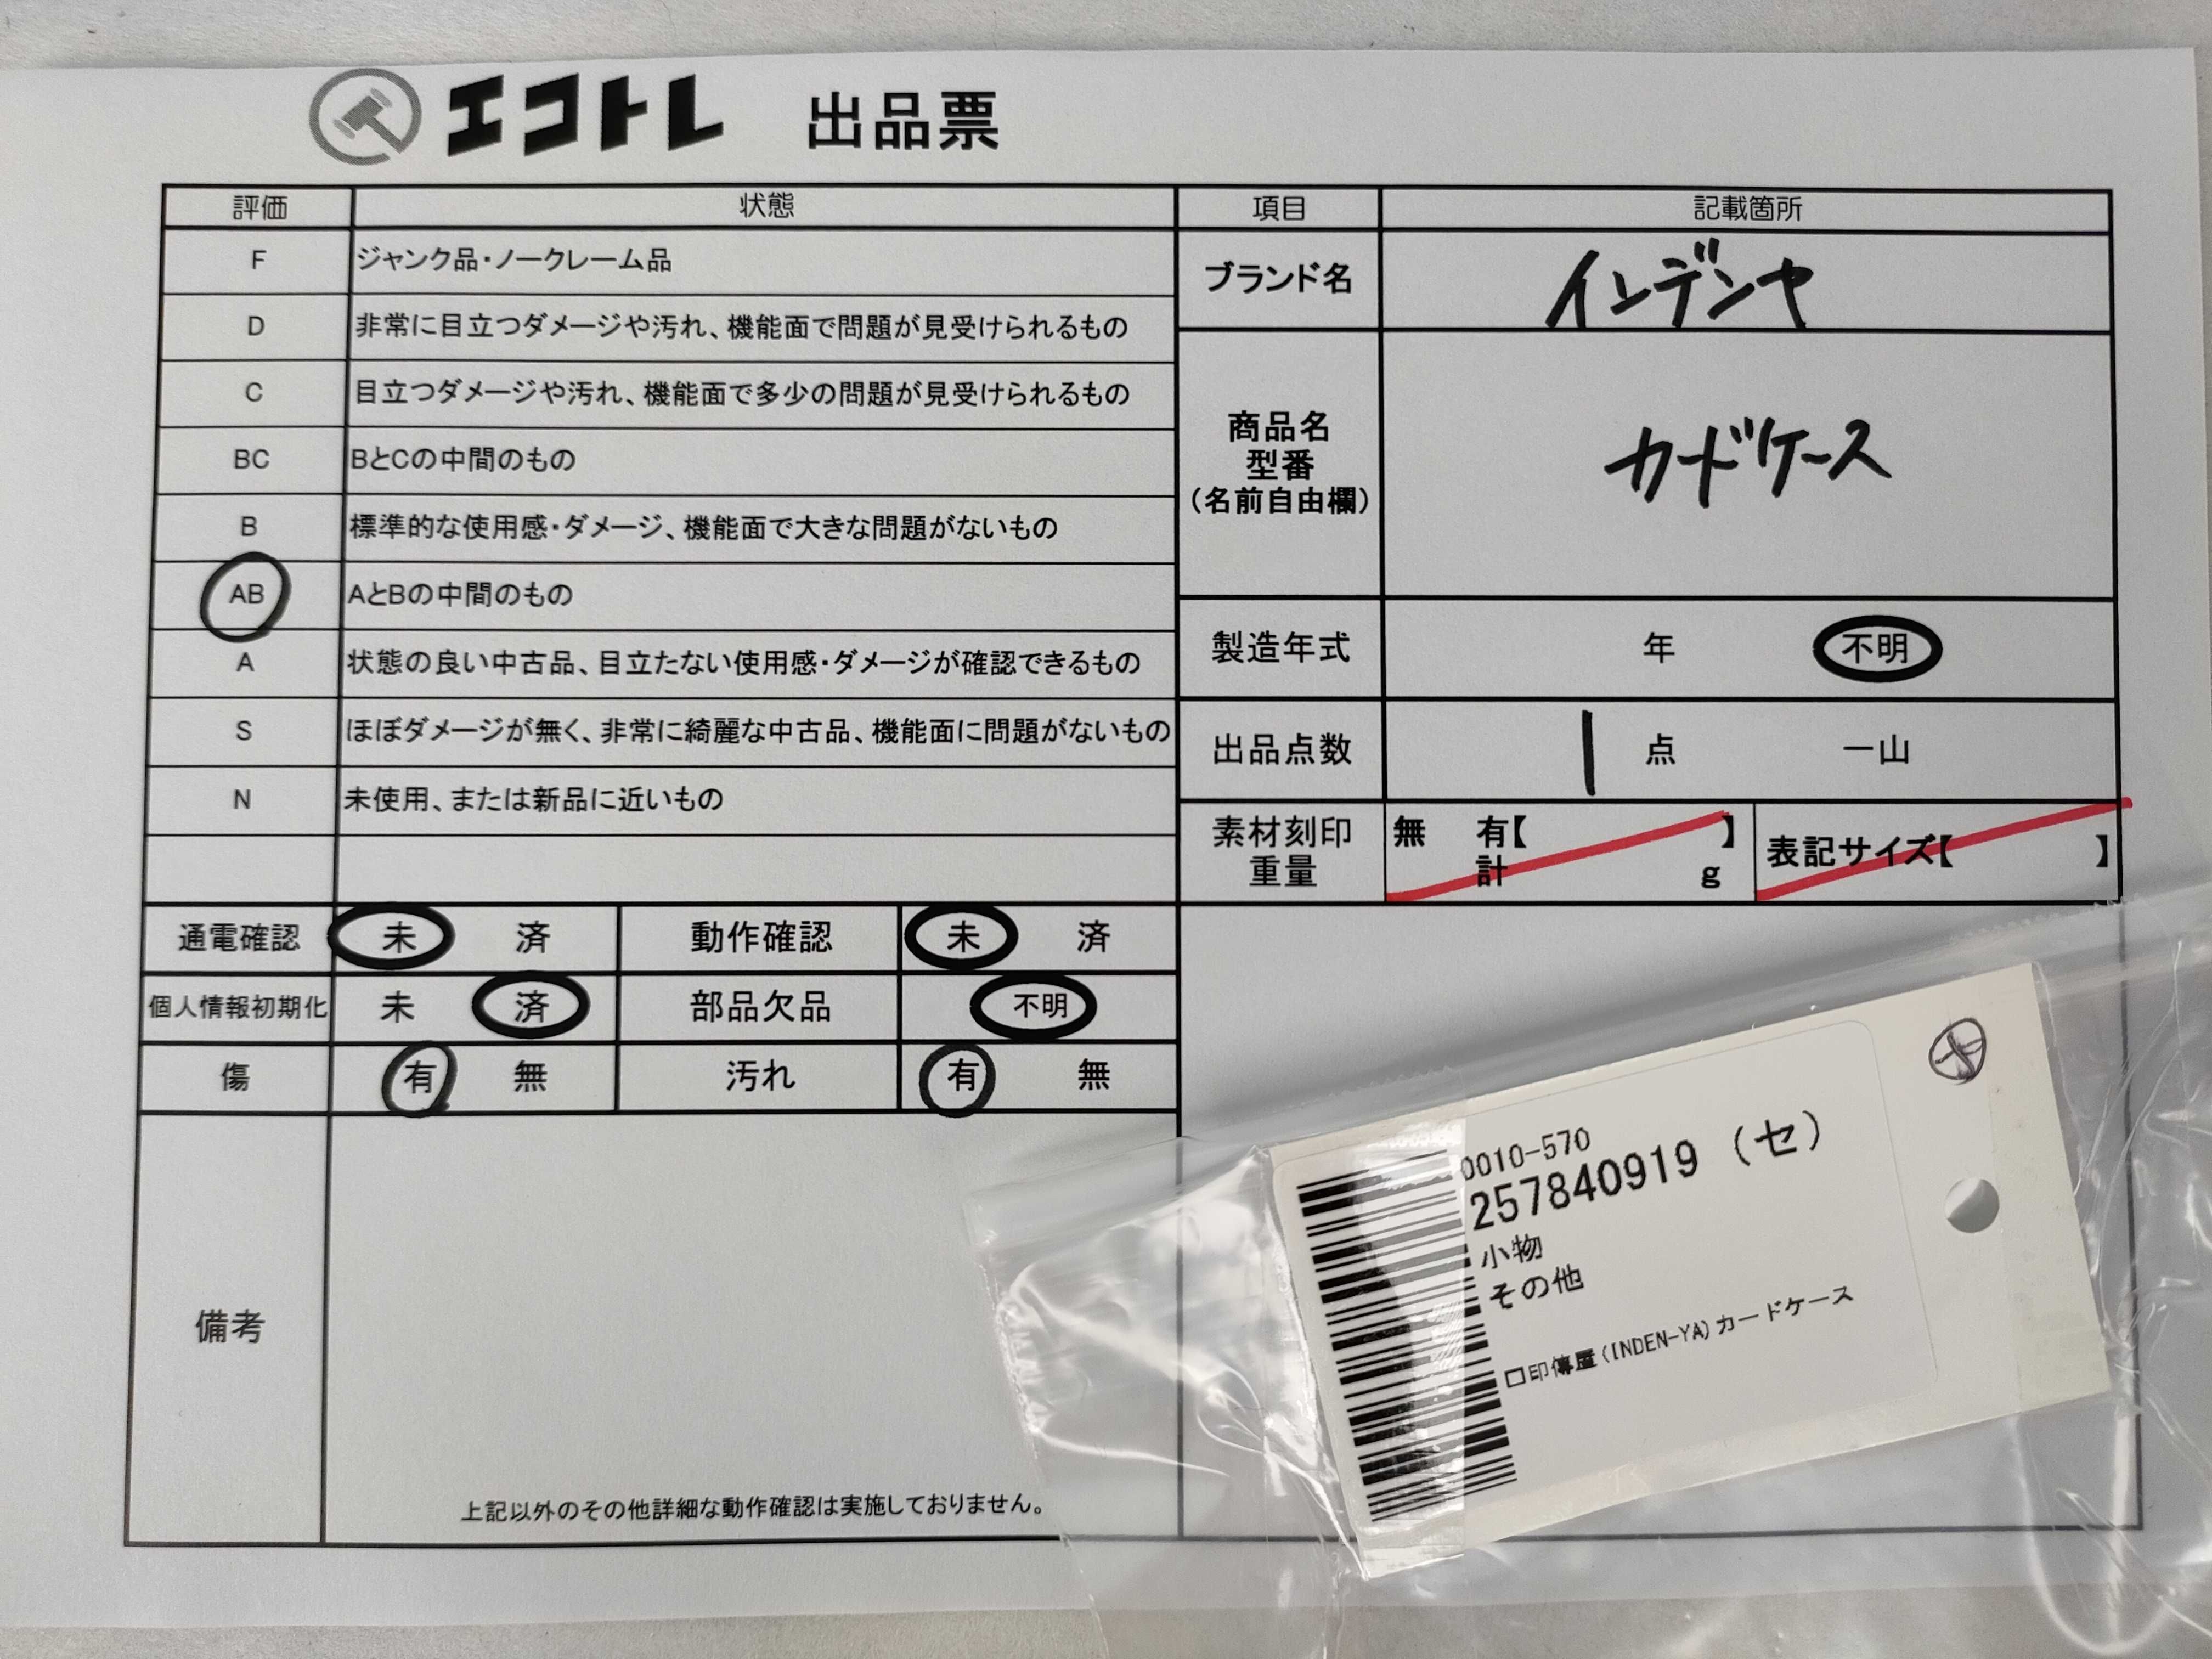 エコトレ 出品票
評価 状態 項目 記載箇所
F ジャンク品・ノークレーム品
D 非常に目立つダメージや汚れ、機能面で問題が見受けられるもの
C 目立つダメージや汚れ、機能面で多少の問題が見受けられるもの
BC BとCの中間のもの
B 標準的な使用感・ダメージ、機能面で大きな問題がないもの
AB AとBの中間のもの
A 状態の良い中古品、目立たない使用感・ダメージが確認できるもの
S ほぼダメージが無く、非常に綺麗な中古品、機能面に問題がないもの
N 未使用、または新品に近いもの
ブランド名 インデンヤ
商品名
型番
（名前自由欄）
カードケース
製造年式 年 不明
出品点数 1 点 一山
素材刻印
重量
無 有【 】
計 g
表記サイズ【 】
通電確認 未 済 動作確認 未 済
個人情報初期化 未 済 部品欠品 不明
傷 有 無 汚れ 有 無
備考
上記以外のその他詳細な動作確認は実施しておりません。
0010-570
257840919（セ）
小物
その他
口印傳屋(INDEN-YA)カードケース